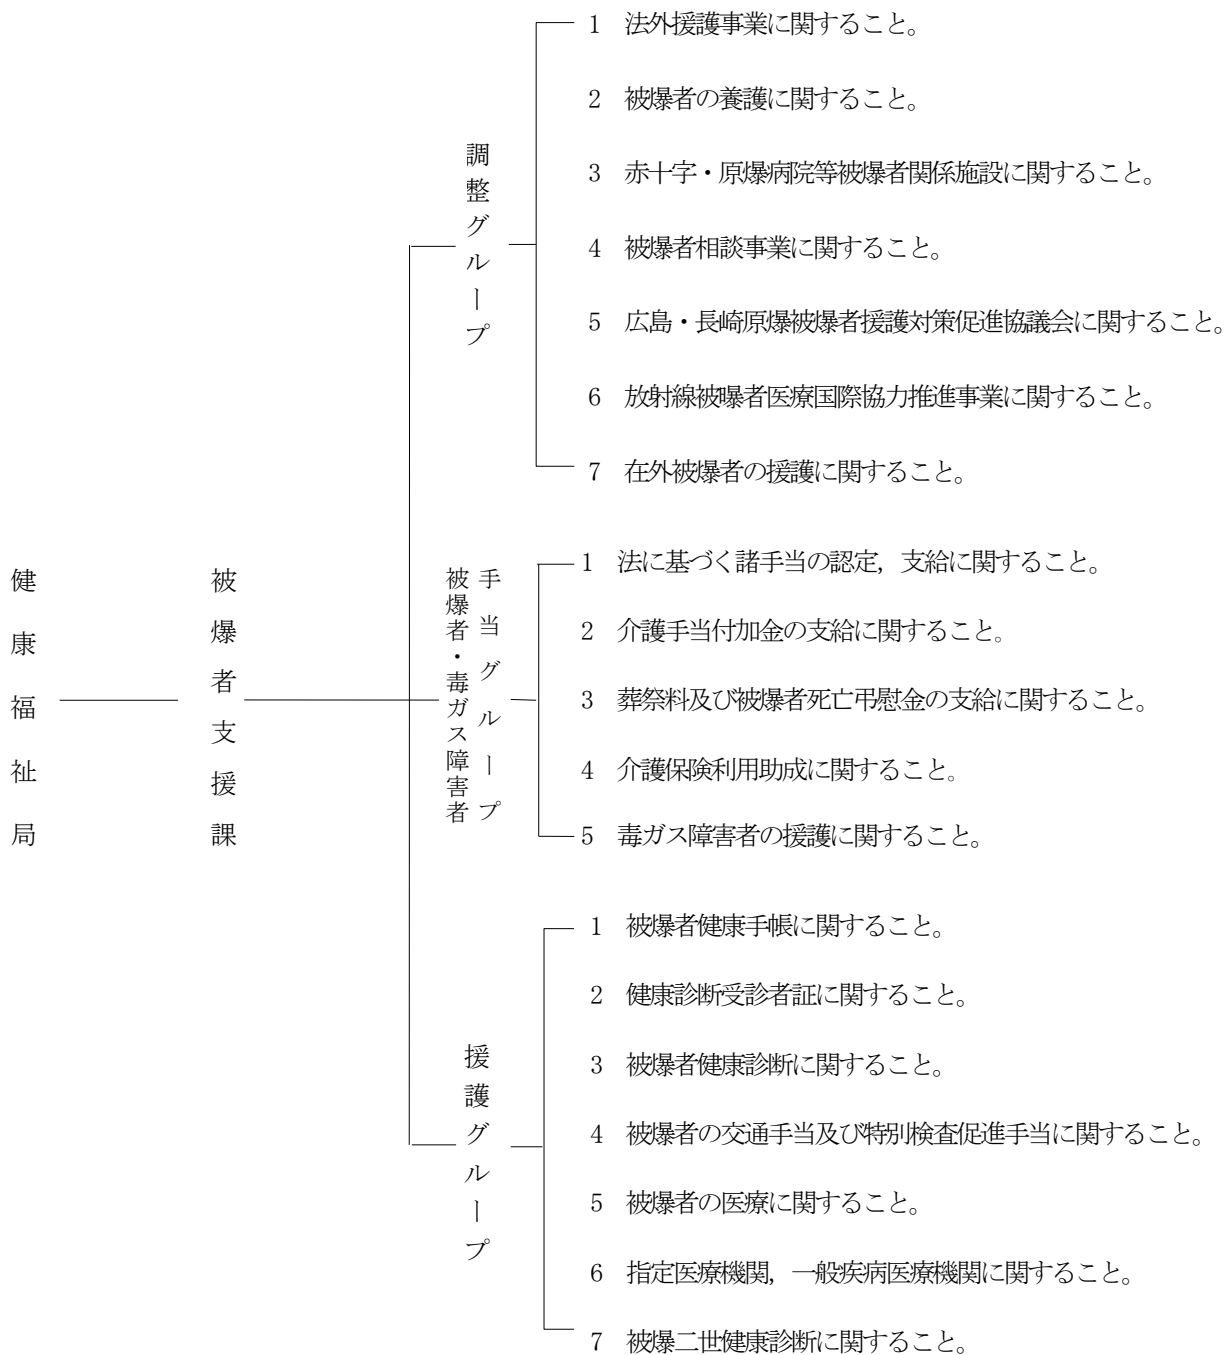 健康福祉局
被爆者支援課
調整グループ
1 法外援護事業に関すること。
2 被爆者の養護に関すること。
3 赤十字・原爆病院等被爆者関係施設に関すること。
4 被爆者相談事業に関すること。
5 広島・長崎原爆被爆者援護対策促進協議会に関すること。
6 放射線被曝者医療国際協力推進事業に関すること。
7 在外被爆者の援護に関すること。
被爆者・毒ガス障害者
手当グループ
1 法に基づく諸手当の認定，支給に関すること。
2 介護手当付加金の支給に関すること。
3 葬祭料及び被爆者死亡弔慰金の支給に関すること。
4 介護保険利用助成に関すること。
5 毒ガス障害者の援護に関すること。
援護グループ
1 被爆者健康手帳に関すること。
2 健康診断受診者証に関すること。
3 被爆者健康診断に関すること。
4 被爆者の交通手当及び特別検査促進手当に関すること。
5 被爆者の医療に関すること。
6 指定医療機関，一般疾病医療機関に関すること。
7 被爆二世健康診断に関すること。